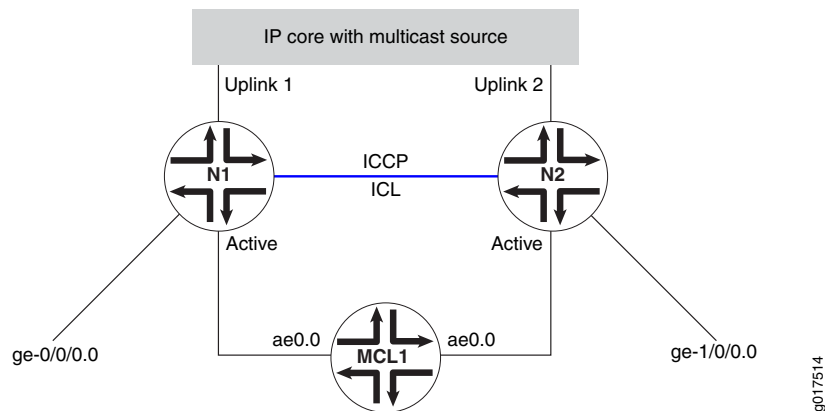 IP core with multicast source
Uplink 1
Uplink 2
N1
ICCP
ICL
N2
Active
Active
ae0.0
ae0.0
MCL1
ge-0/0/0.0
ge-1/0/0.0
g017514